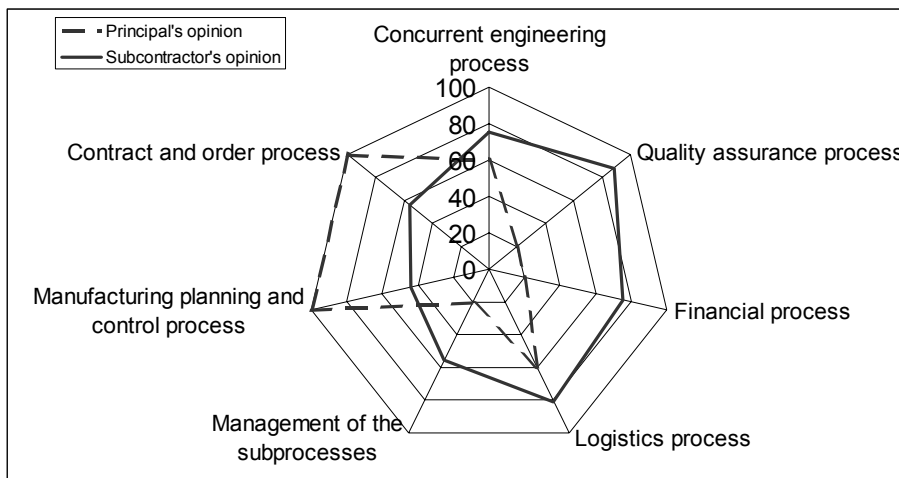 Principal's opinion
Subcontractor's opinion
Concurrent engineering
process
100
80
60
40
20
0
Contract and order process
Quality assurance process
Manufacturing planning and
control process
Financial process
Management of the
subprocesses
Logistics process